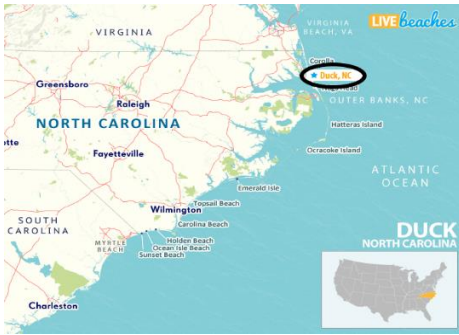 VIRGINIA
VIRGINIA
BEACH, VA
LIVE beaches
Corolla
Duck, NC
Greensboro
Raleigh
OUTER BANKS, NC
NORTH CAROLINA
Hatteras Island
Fayetteville
Ocracoke Island
ATLANTIC
OCEAN
Emerald Isle
Topsail Beach
Wilmington
Carolina Beach
SOUTH
CAROLINA
MYRTLE
BEACH
Holden Beach
Ocean Isle Beach
Sunset Beach
DUCK
NORTH CAROLINA
Charleston